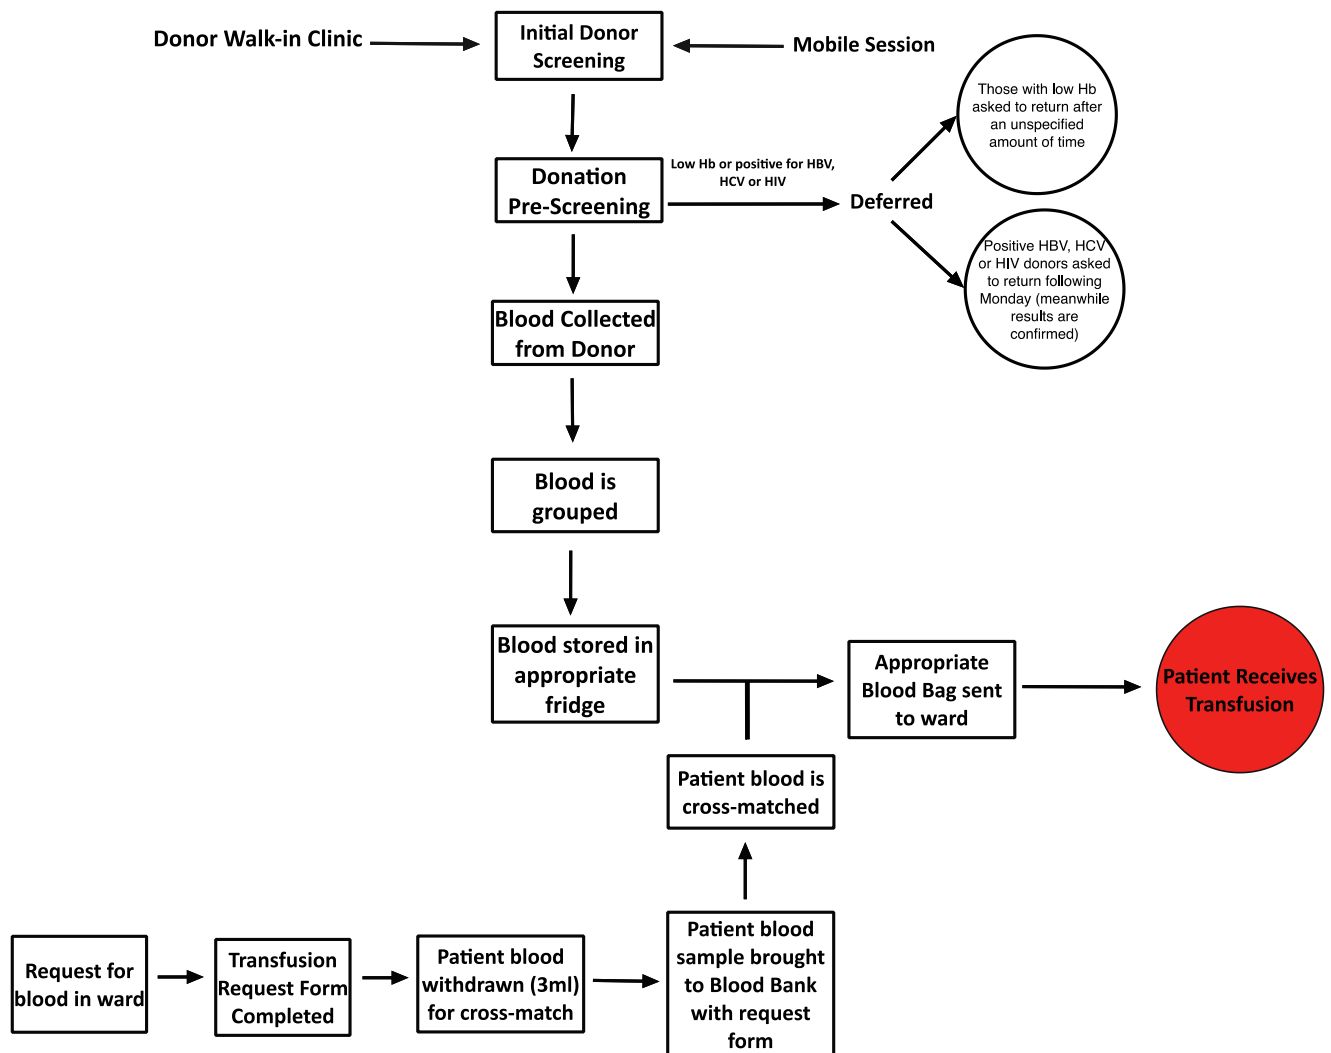 Donor Walk-in Clinic
Initial Donor
Screening
Mobile Session
Those with low Hb
asked to return after
an unspecified
amount of time
Donation
Pre-Screening
Low Hb or positive for HBV,
HCV or HIV
Deferred
Positive HBV, HCV
or HIV donors asked
to return following
Monday (meanwhile
results are
confirmed)
Blood Collected
from Donor
Blood is
grouped
Blood stored in
appropriate
fridge
Appropriate
Blood Bag sent
to ward
Patient Receives
Transfusion
Patient blood is
cross-matched
Request for
blood in ward
Transfusion
Request Form
Completed
Patient blood
withdrawn (3ml)
for cross-match
Patient blood
sample brought
to Blood Bank
with request
form